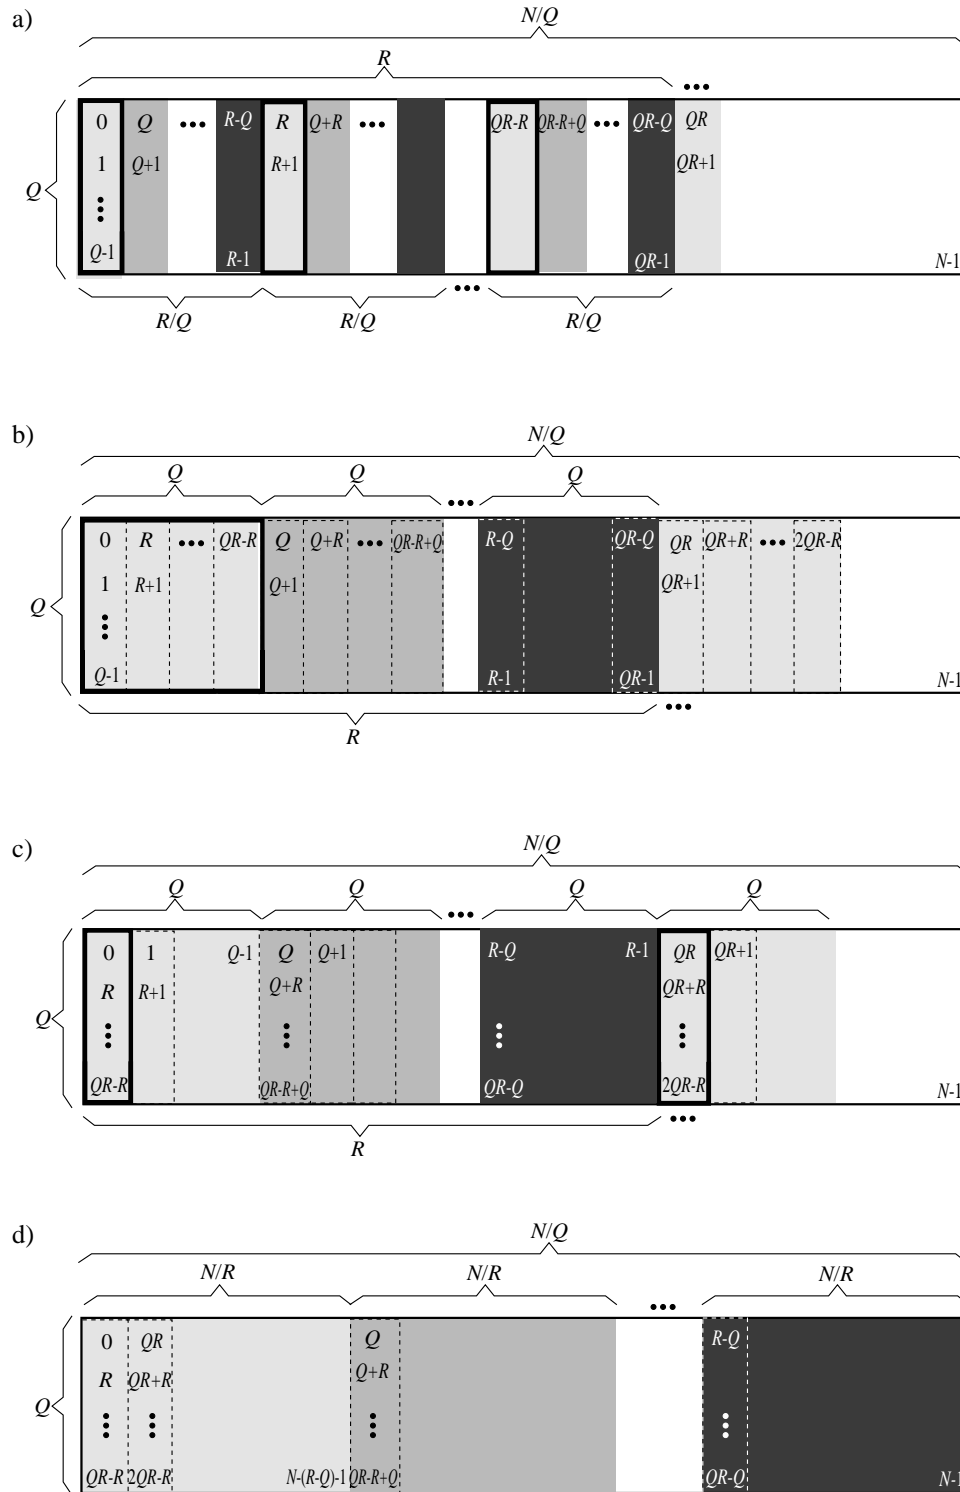 a)
N/Q
R
0 Q R-Q R Q+R QR-R QR-R+Q QR-Q QR
1 Q+1 R+1 QR+1
Q
Q-1 R-1 QR-1 N-1
R/Q R/Q R/Q
b)
N/Q
Q Q Q
0 R QR-R Q Q+R QR-R+Q R-Q QR-Q QR QR+R 2QR-R
1 R+1 Q+1 QR+1
Q
Q-1 R-1 QR-1 N-1
R
c)
N/Q
Q Q Q Q
0 1 Q-1 Q Q+1 R-Q R-1 QR QR+1
R R+1 Q+R QR+R
Q
QR-R QR-R+Q QR-Q 2QR-R N-1
R
d)
N/Q
N/R N/R N/R
0 QR Q R-Q
R QR+R Q+R
Q
QR-R 2QR-R N-(R-Q)-1 QR-R+Q QR-Q N-1